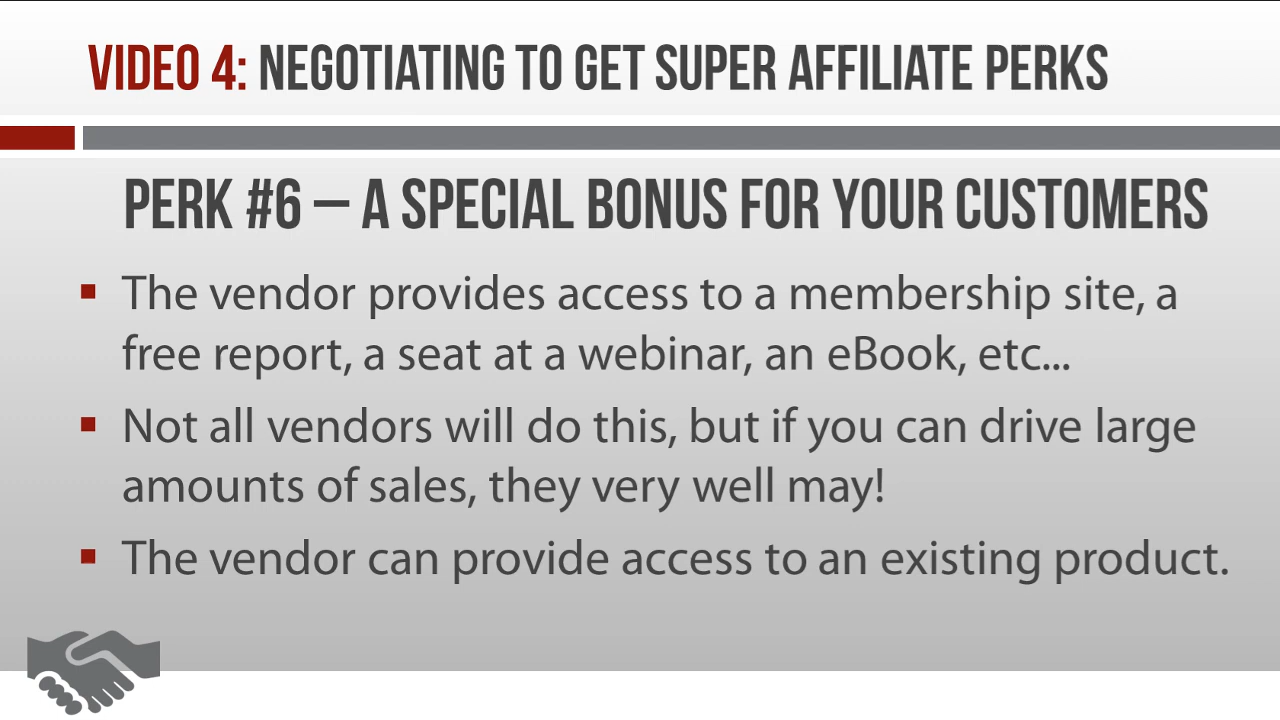 VIDEO 4: NEGOTIATING TO GET SUPER AFFILIATE PERKS
PERK #6 – A SPECIAL BONUS FOR YOUR CUSTOMERS
▪ The vendor provides access to a membership site, a
free report, a seat at a webinar, an eBook, etc...
▪ Not all vendors will do this, but if you can drive large
amounts of sales, they very well may!
▪ The vendor can provide access to an existing product.